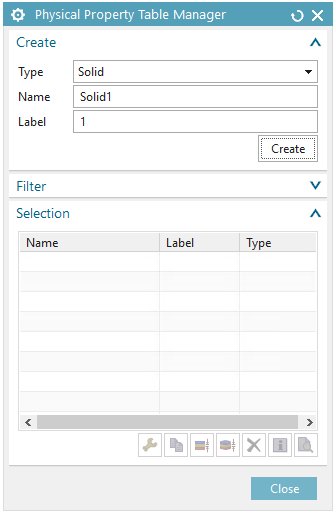 Physical Property Table Manager
Create
Type Solid
Name Solid1
Label 1
Create
Filter
Selection
Name Label Type
Close